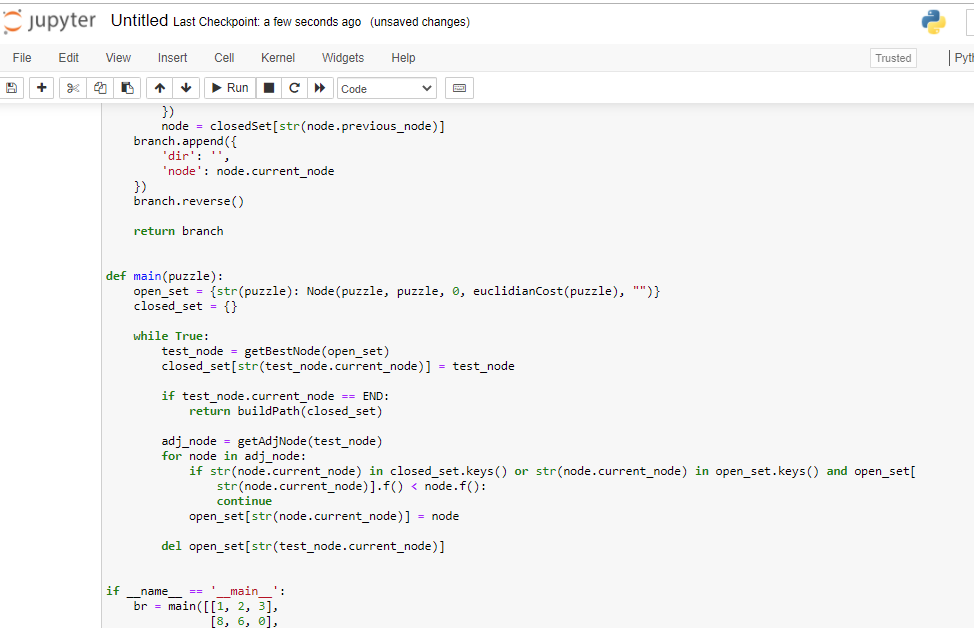 jupyter Untitled Last Checkpoint: a few seconds ago (unsaved changes)
File Edit View Insert Cell Kernel Widgets Help Trusted Pyt
Run Code
})
node = closedSet[str(node.previous_node)]
branch.append({
'dir': '',
'node': node.current_node
})
branch.reverse()
return branch
def main(puzzle):
open_set = {str(puzzle): Node(puzzle, puzzle, 0, euclidianCost(puzzle), "")}
closed_set = {}
while True:
test_node = getBestNode(open_set)
closed_set[str(test_node.current_node)] = test_node
if test_node.current_node == END:
return buildPath(closed_set)
adj_node = getAdjNode(test_node)
for node in adj_node:
if str(node.current_node) in closed_set.keys() or str(node.current_node) in open_set.keys() and open_set[
str(node.current_node)].f() < node.f():
continue
open_set[str(node.current_node)] = node
del open_set[str(test_node.current_node)]
if __name__ == '__main__':
br = main([[1, 2, 3],
[8, 6, 0],